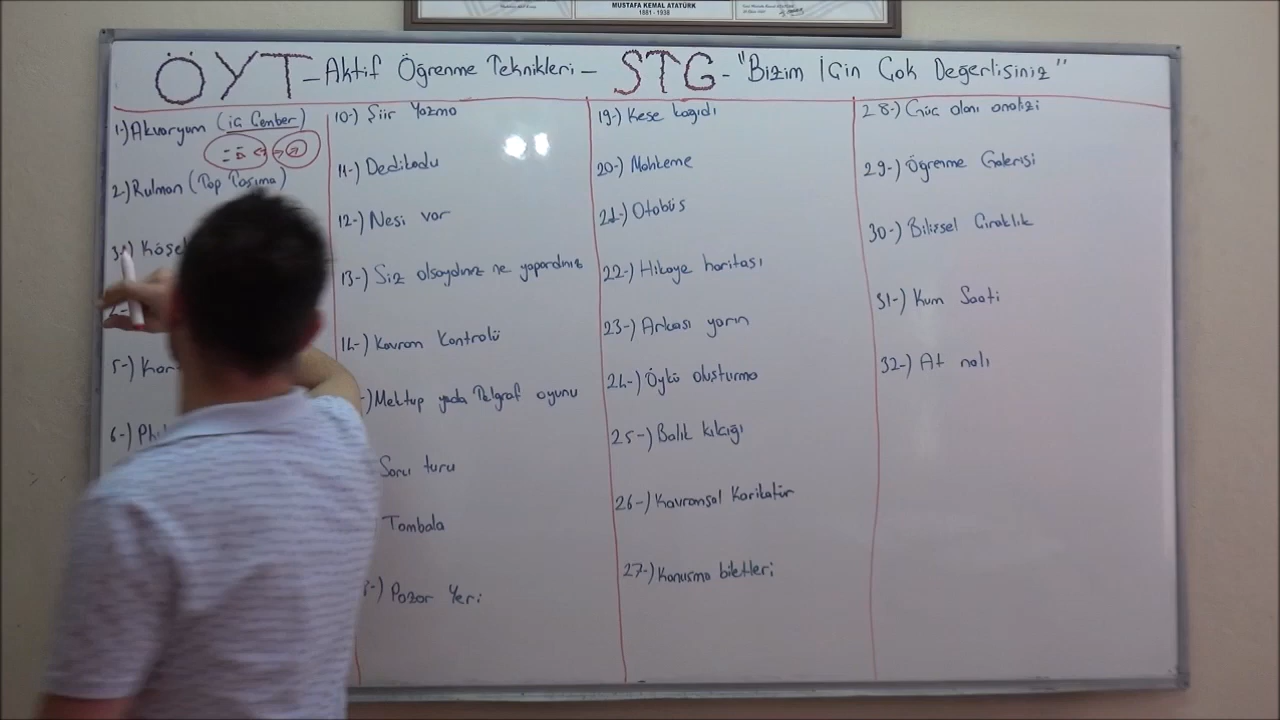 MUSTAFA KEMAL ATATÜRK
1881 - 1938
ÖYT - Aktif Öğrenme Teknikleri - STG - "Bizim İçin Çok Değerlisiniz"
1-) Akvaryum (iç Çember)
2-) Rulman (Top Taşıma)
3-) Köşe
5-)
6-)
10-) Şiir Yazma
11-) Dedikodu
12-) Nesi var
13-) Siz olsaydınız ne yapardınız
14-) Kavram Kontrolü
-) Mektup yada Telgraf oyunu
Soru turu
Tombala
-) Pazar Yeri
19-) Kese kağıdı
20-) Mahkeme
21-) Otobüs
22-) Hikaye haritası
23-) Arkası yarın
24-) Öykü oluşturma
25-) Balık kılçığı
26-) Kavramsal Karikatür
27-) Konuşma biletleri
28-) Güç alanı analizi
29-) Öğrenme Galerisi
30-) Bilişsel Çıraklık
31-) Kum Saati
32-) At nalı